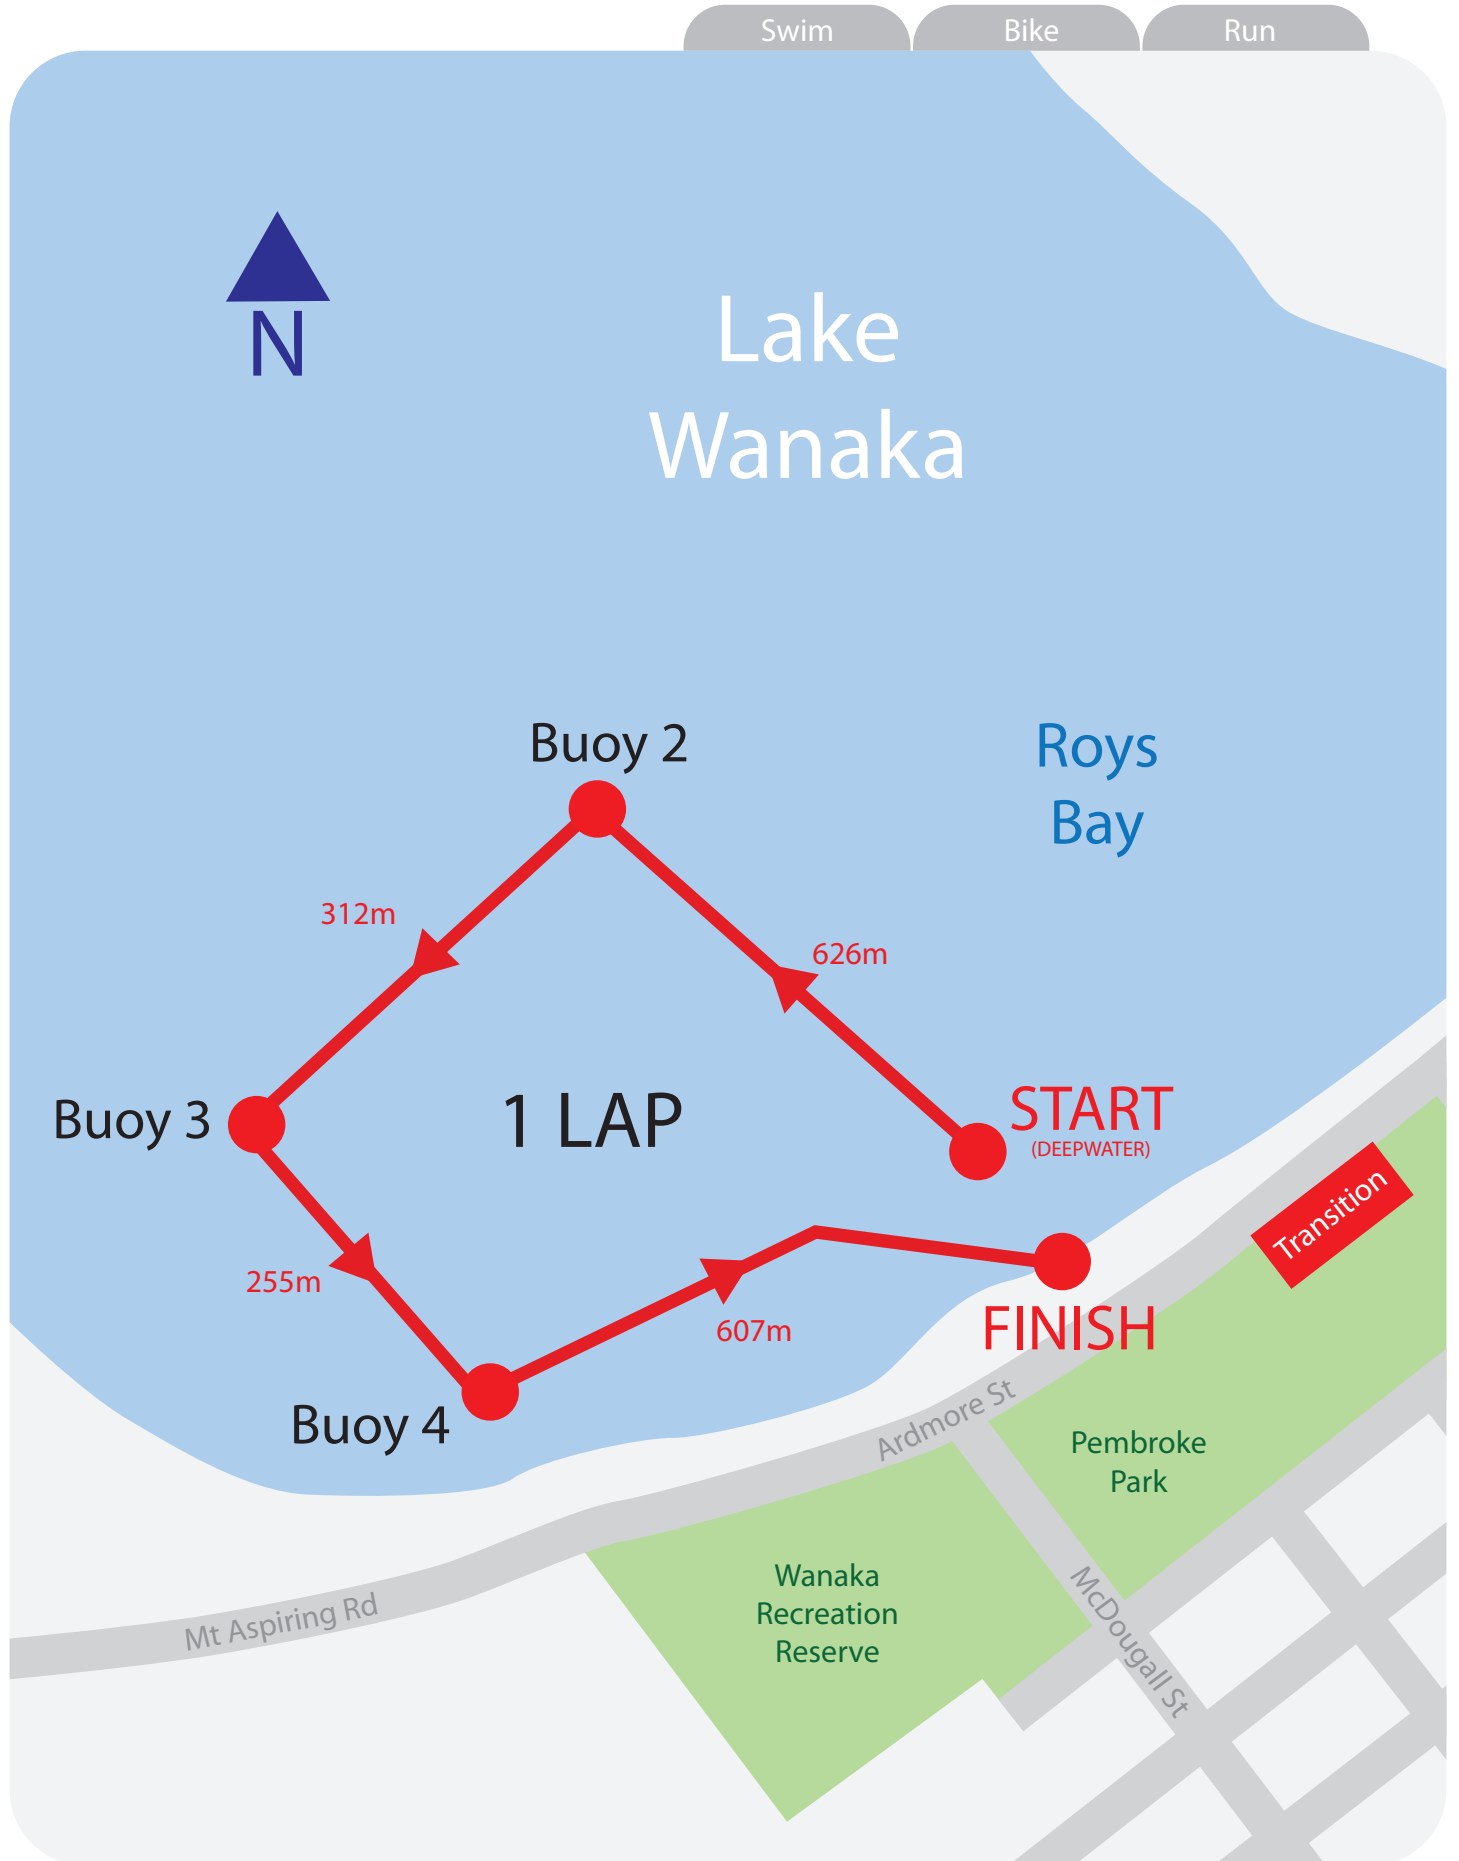 Swim
Bike
Run
N
Lake
Wanaka
Buoy 2
Roys
Bay
312m
626m
Buoy 3
1 LAP
START
(DEEPWATER)
Transition
255m
607m
FINISH
Buoy 4
Ardmore St
Pembroke
Park
Mt Aspiring Rd
Wanaka
Recreation
Reserve
McDougall St